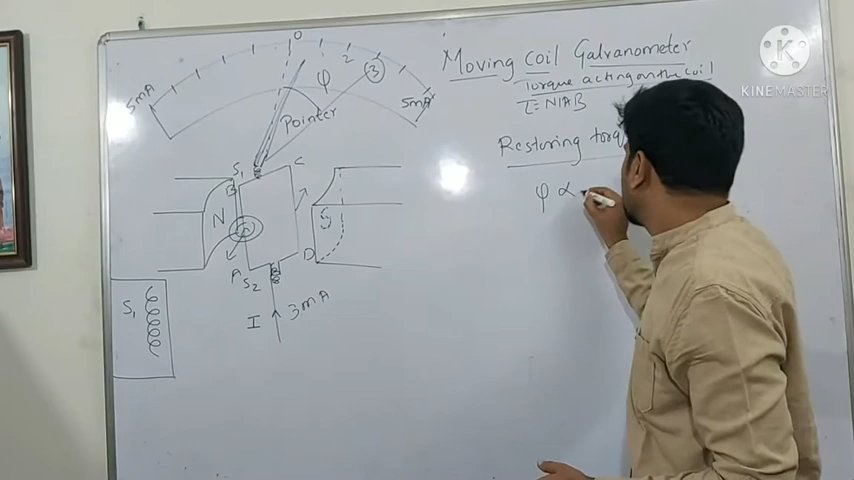 Moving coil Galvanometer
Torque acting on the coil
τ = NIAB
Restoring torq
φ ∝
0
2
3
5mA
5mA
φ
Pointer
S1
B
C
N
S
A
D
S2
I
3mA
S1
KINEMASTER